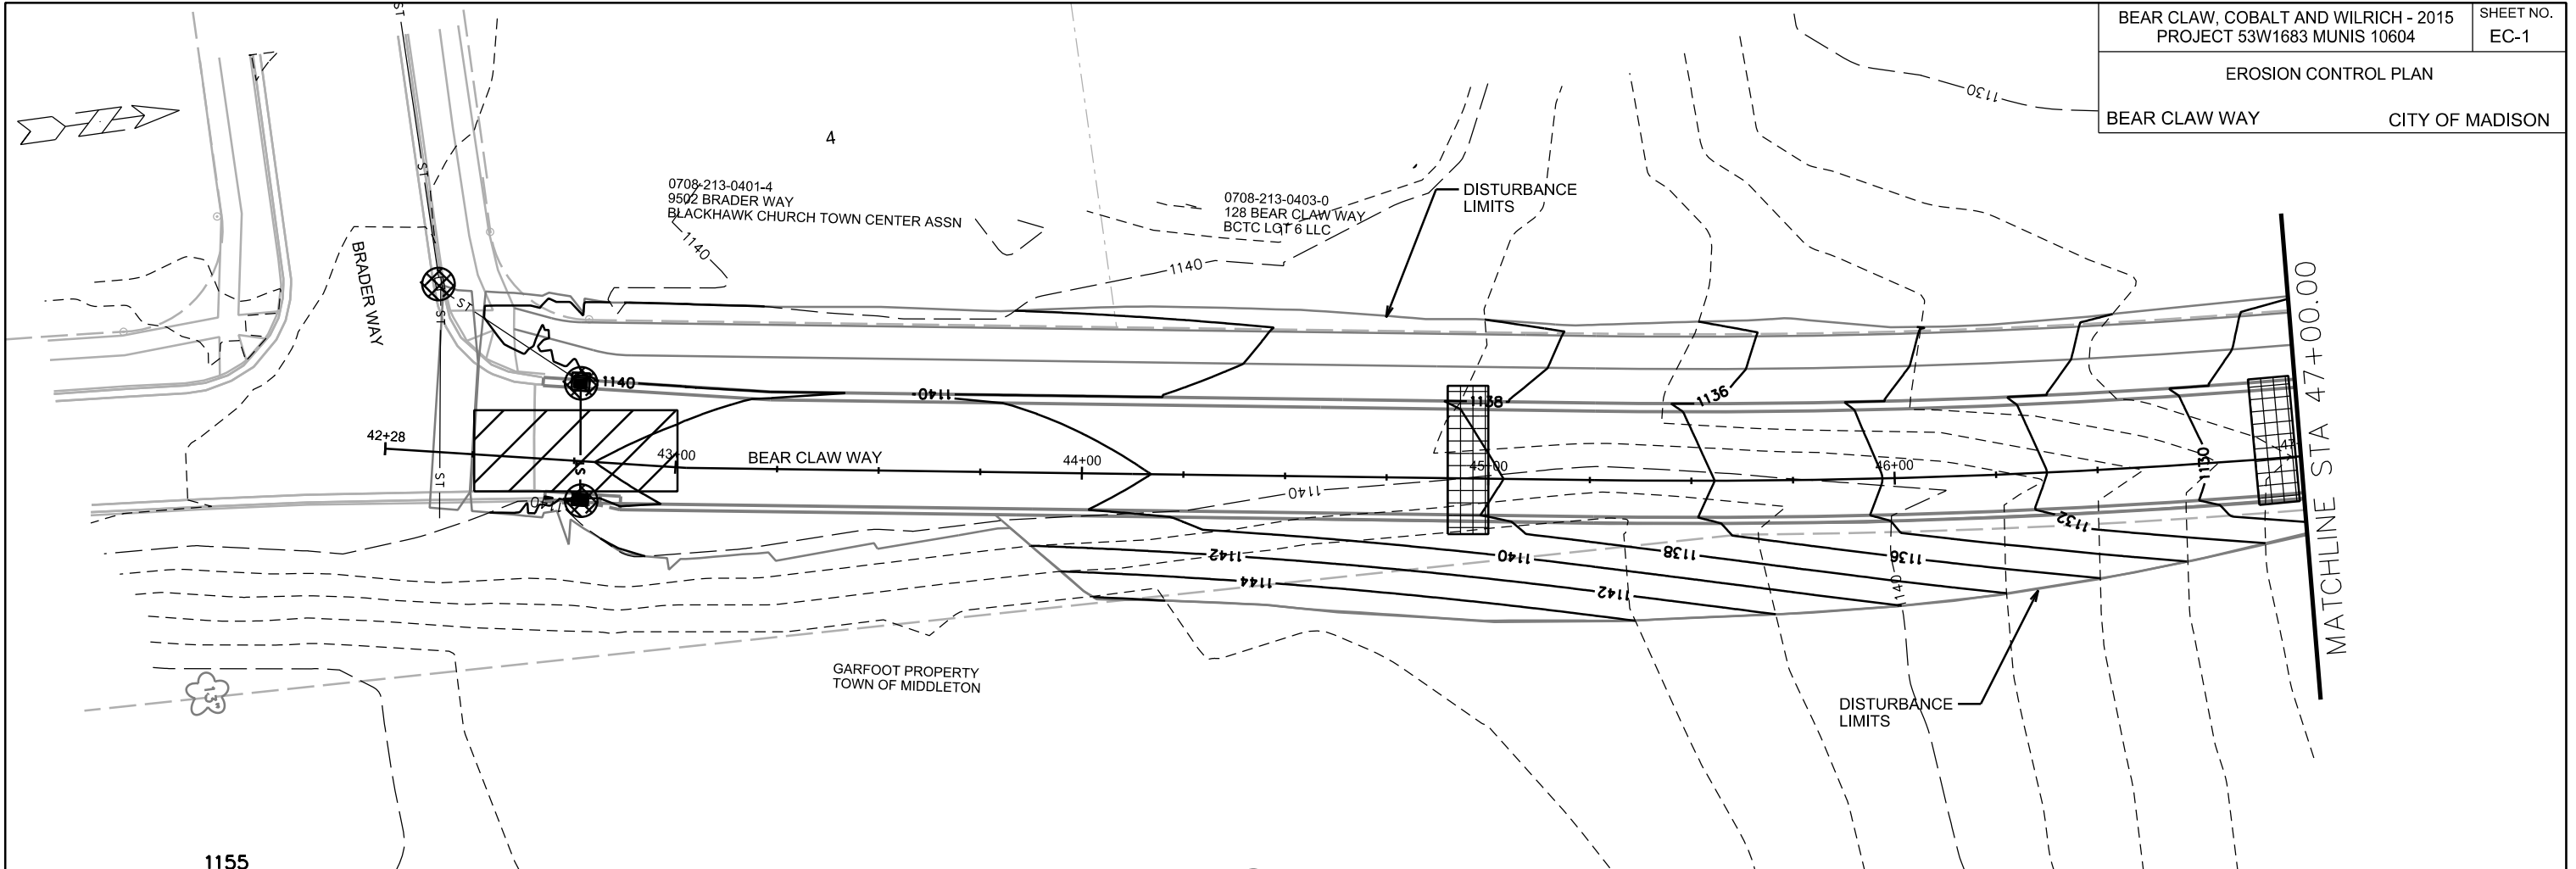 BEAR CLAW, COBALT AND WILRICH - 2015
PROJECT 53W1683 MUNIS 10604
SHEET NO.
EC-1
EROSION CONTROL PLAN
BEAR CLAW WAY
CITY OF MADISON
ST
ST
ST
ST
ST
ST
4
1130
0708-213-0401-4
9502 BRADER WAY
BLACKHAWK CHURCH TOWN CENTER ASSN
0708-213-0403-0
128 BEAR CLAW WAY
BCTC LOT 6 LLC
DISTURBANCE
LIMITS
1140
1140
BRADER WAY
1140
1140
1138
1136
42+28
43+00
BEAR CLAW WAY
44+00
45+00
46+00
47
1130
1140
1140
1132
1142
1140
1138
1136
1144
1142
1140
MATCHLINE STA 47+00.00
GARFOOT PROPERTY
TOWN OF MIDDLETON
13"
DISTURBANCE
LIMITS
1155